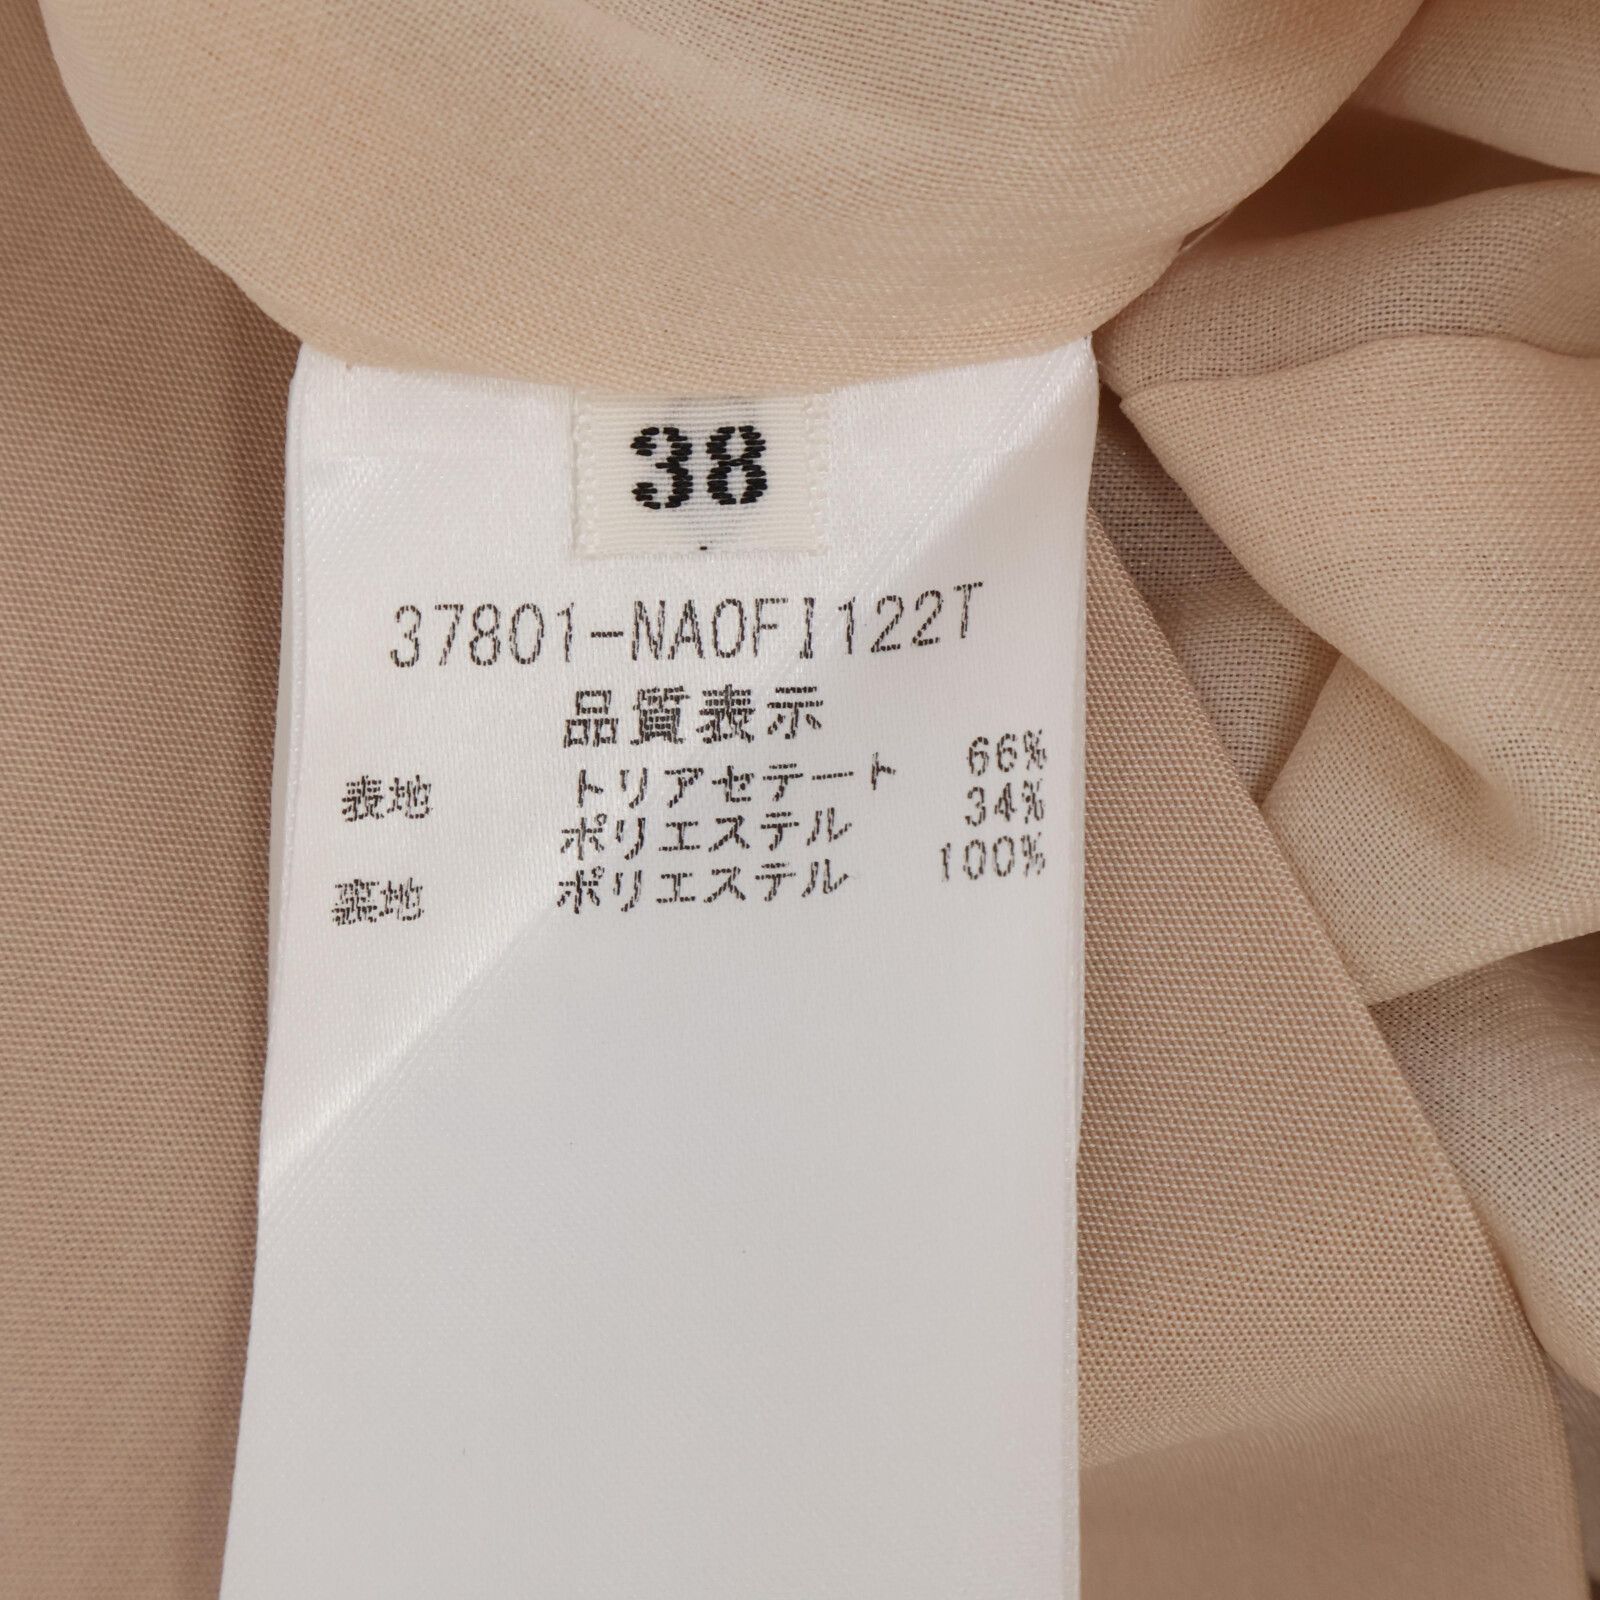 38
37801-NAOFI122T
品質表示
表地 トリアセテート 66%
ポリエステル 34%
裏地 ポリエステル 100%